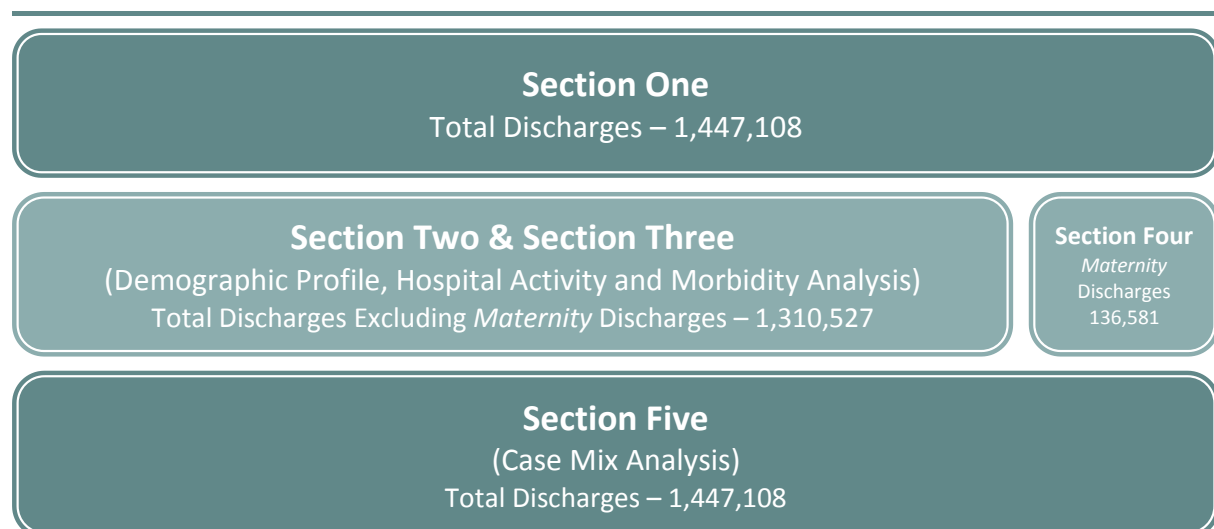 Section One
Total Discharges – 1,447,108
Section Two & Section Three
(Demographic Profile, Hospital Activity and Morbidity Analysis)
Total Discharges Excluding Maternity Discharges – 1,310,527
Section Four
Maternity
Discharges
136,581
Section Five
(Case Mix Analysis)
Total Discharges – 1,447,108